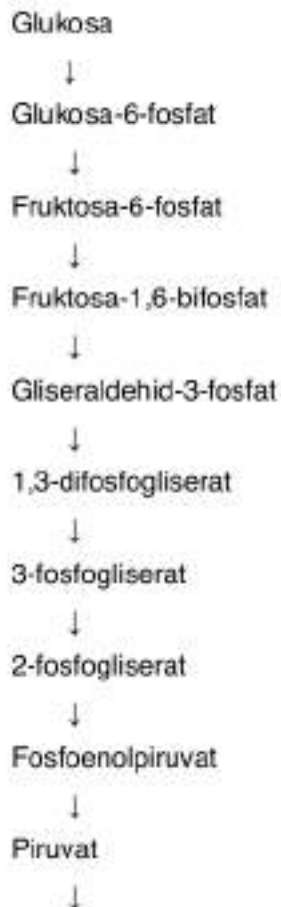 Glukosa
↓
Glukosa-6-fosfat
↓
Fruktosa-6-fosfat
↓
Fruktosa-1,6-bifosfat
↓
Gliseraldehid-3-fosfat
↓
1,3-difosfogliserat
↓
3-fosfogliserat
↓
2-fosfogliserat
↓
Fosfoenolpiruvat
↓
Piruvat
↓